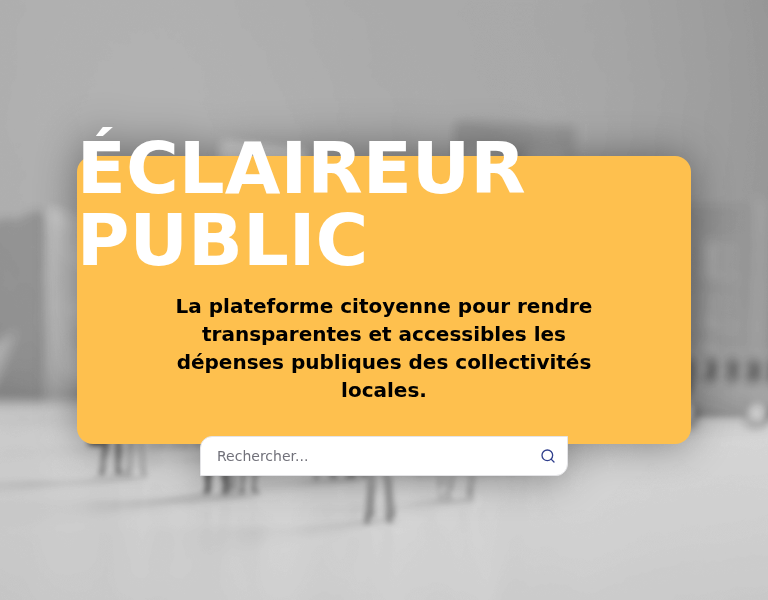 ÉCLAIREUR
PUBLIC
La plateforme citoyenne pour rendre
transparentes et accessibles les
dépenses publiques des collectivités
locales.
Rechercher...